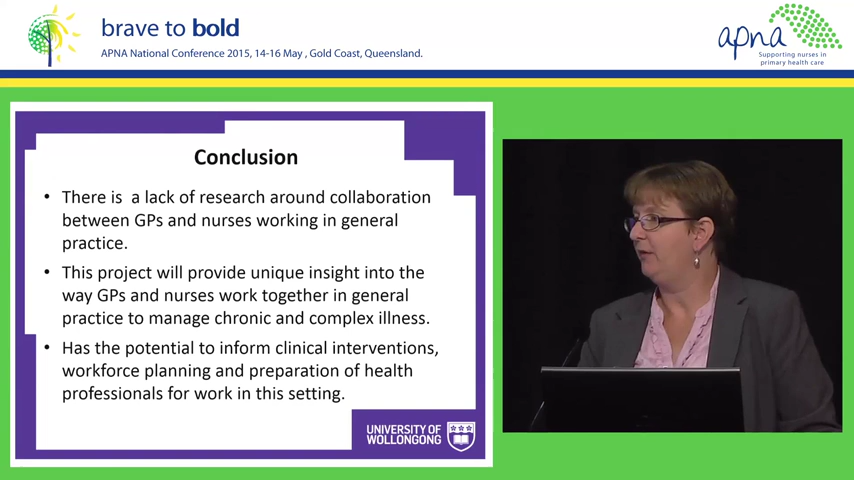 brave to bold
APNA National Conference 2015, 14-16 May , Gold Coast, Queensland.
apna
Supporting nurses in
primary health care
Conclusion
• There is a lack of research around collaboration
between GPs and nurses working in general
practice.
• This project will provide unique insight into the
way GPs and nurses work together in general
practice to manage chronic and complex illness.
• Has the potential to inform clinical interventions,
workforce planning and preparation of health
professionals for work in this setting.
UNIVERSITY OF
WOLLONGONG